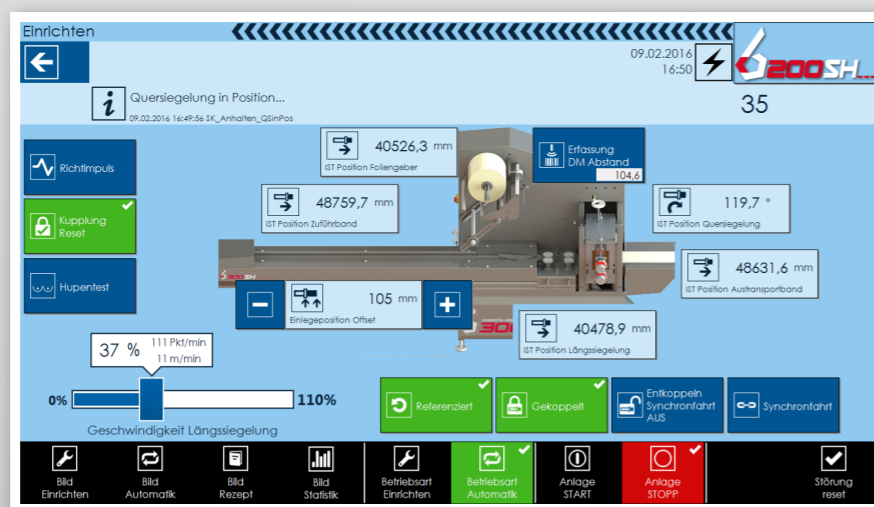 Einrichten
09.02.2016
16:50
200SH
Quersiegelung in Position...
35
09.02.2016 16:49:56 SK_Anhalten_QSinPos
40526,3 mm
IST Position Foliengeber
Erfassung
DM Abstand
104,6
Richtimpuls
48759,7 mm
IST Position Zuführband
119,7 °
IST Position Quersiegelung
Kupplung
Reset
48631,6 mm
IST Position Austransportband
Hupentest
200SH
105 mm
Einlegeposition Offset
300
40478,9 mm
IST Position Längssiegelung
37 %
111 Pkt/min
11 m/min
0%
110%
Geschwindigkeit Längssiegelung
Referenziert
Gekoppelt
Entkoppeln
Synchronfahrt
AUS
Synchronfahrt
Bild
Einrichten
Bild
Automatik
Bild
Rezept
Bild
Statistik
Betriebsart
Einrichten
Betriebsart
Automatik
Anlage
START
Anlage
STOPP
Störung
reset